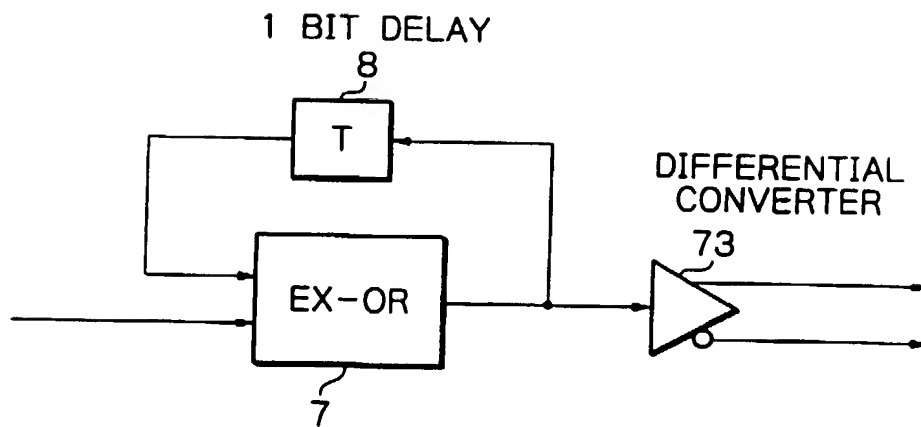 1 BIT DELAY
8
T
DIFFERENTIAL
CONVERTER
73
EX-OR
7